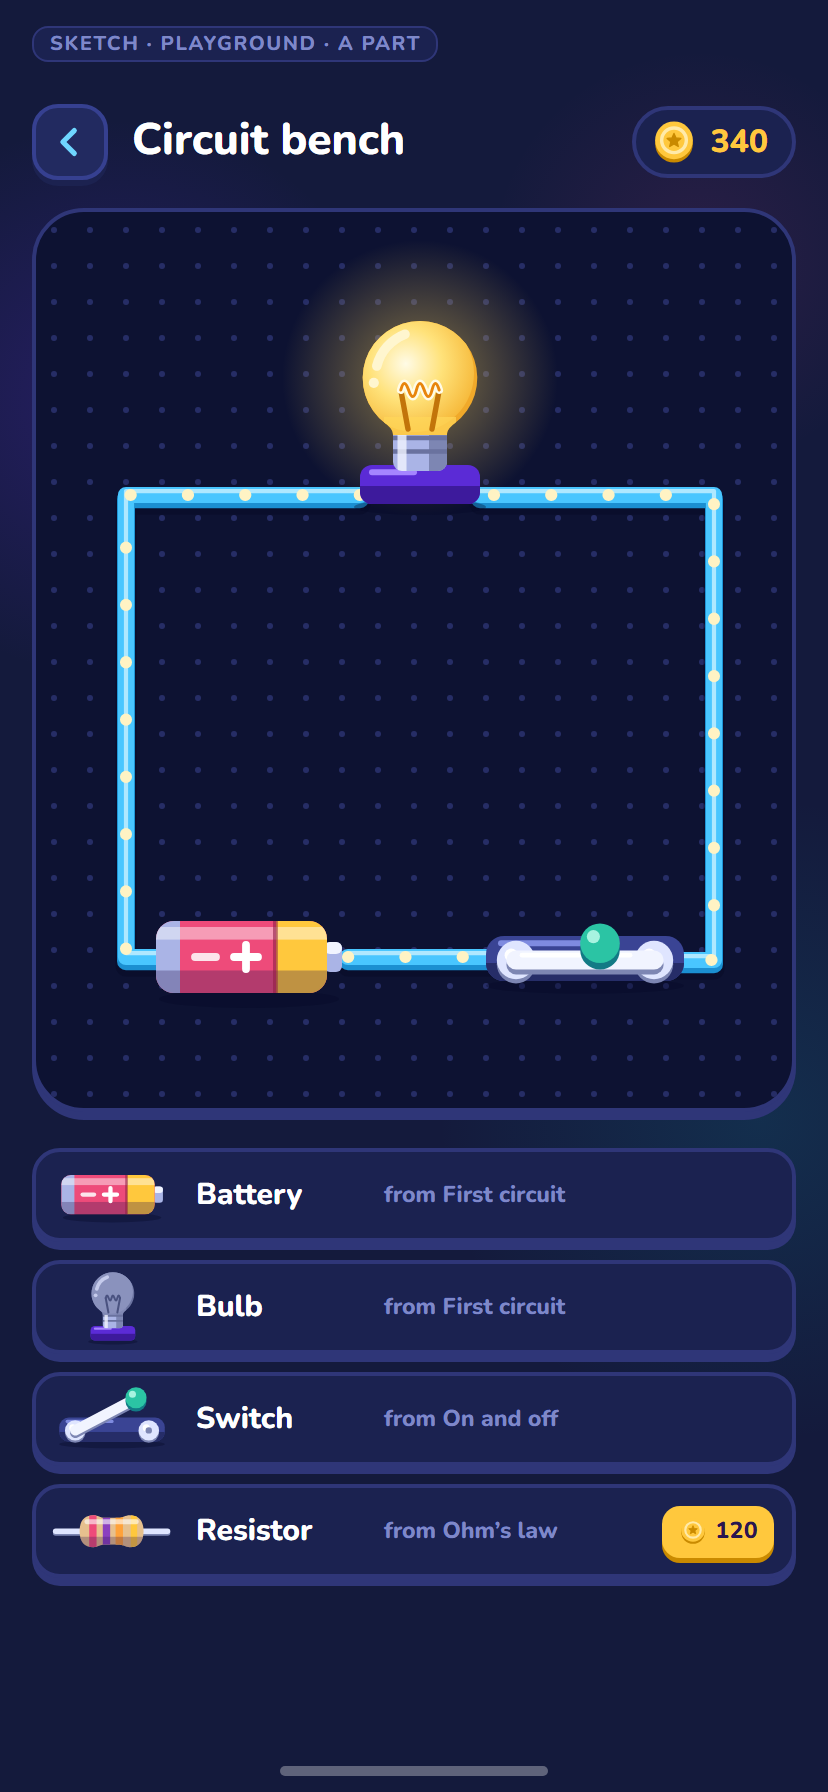 SKETCH · PLAYGROUND · A PART
Circuit bench
340
Battery from First circuit
Bulb from First circuit
Switch from On and off
Resistor from Ohm’s law 120